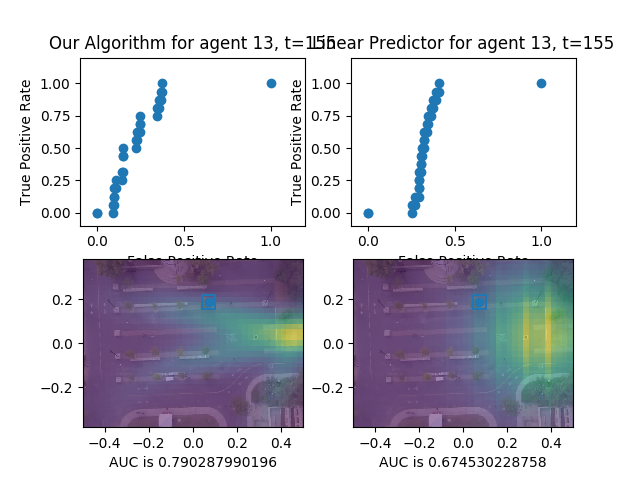 Our Algorithm for agent 13, t=155
Linear Predictor for agent 13, t=155
True Positive Rate
1.00
0.75
0.50
0.25
0.00
0.0 0.5 1.0
False Positive Rate
True Positive Rate
1.00
0.75
0.50
0.25
0.00
0.0 0.5 1.0
False Positive Rate
0.2
0.0
−0.2
−0.4 −0.2 0.0 0.2 0.4
AUC is 0.790287990196
0.2
0.0
−0.2
−0.4 −0.2 0.0 0.2 0.4
AUC is 0.674530228758